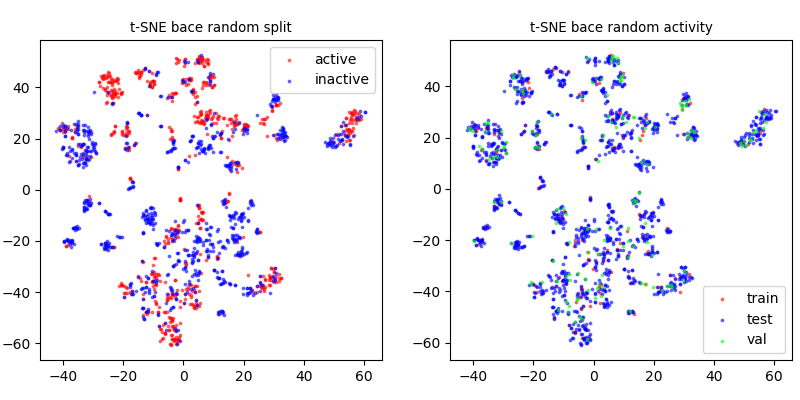 t-SNE bace random split
active
inactive
40
20
0
−20
−40
−60
−40 −20 0 20 40 60
t-SNE bace random activity
train
test
val
40
20
0
−20
−40
−60
−40 −20 0 20 40 60